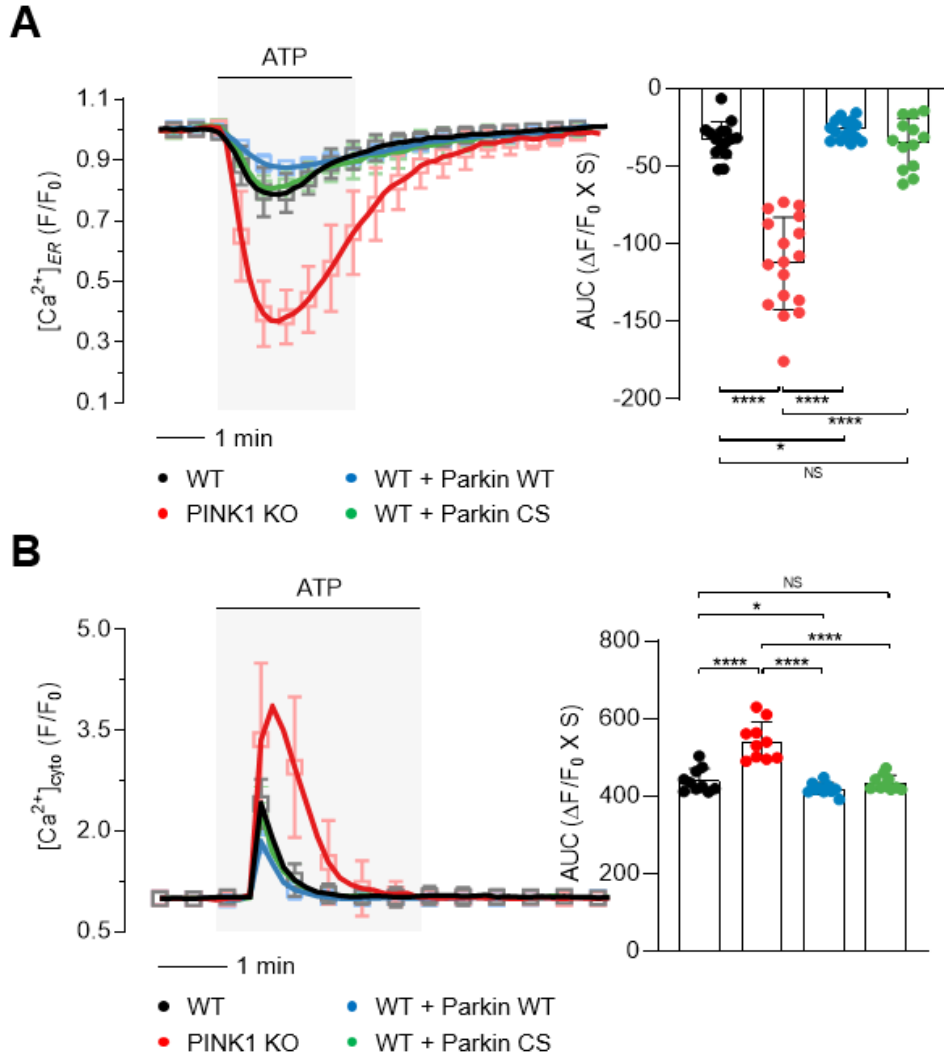 A
ATP
[Ca²⁺]ER (F/F₀)
1.1
0.9
0.7
0.5
0.3
0.1
1 min
WT
WT + Parkin WT
PINK1 KO
WT + Parkin CS
AUC (ΔF/F₀ X S)
0
-50
-100
-150
-200
**** ****
****
*
NS
B
ATP
[Ca²⁺]cyto (F/F₀)
5.0
3.5
2.0
0.5
1 min
WT
WT + Parkin WT
PINK1 KO
WT + Parkin CS
NS
*
****
**** ****
AUC (ΔF/F₀ X S)
800
600
400
200
0